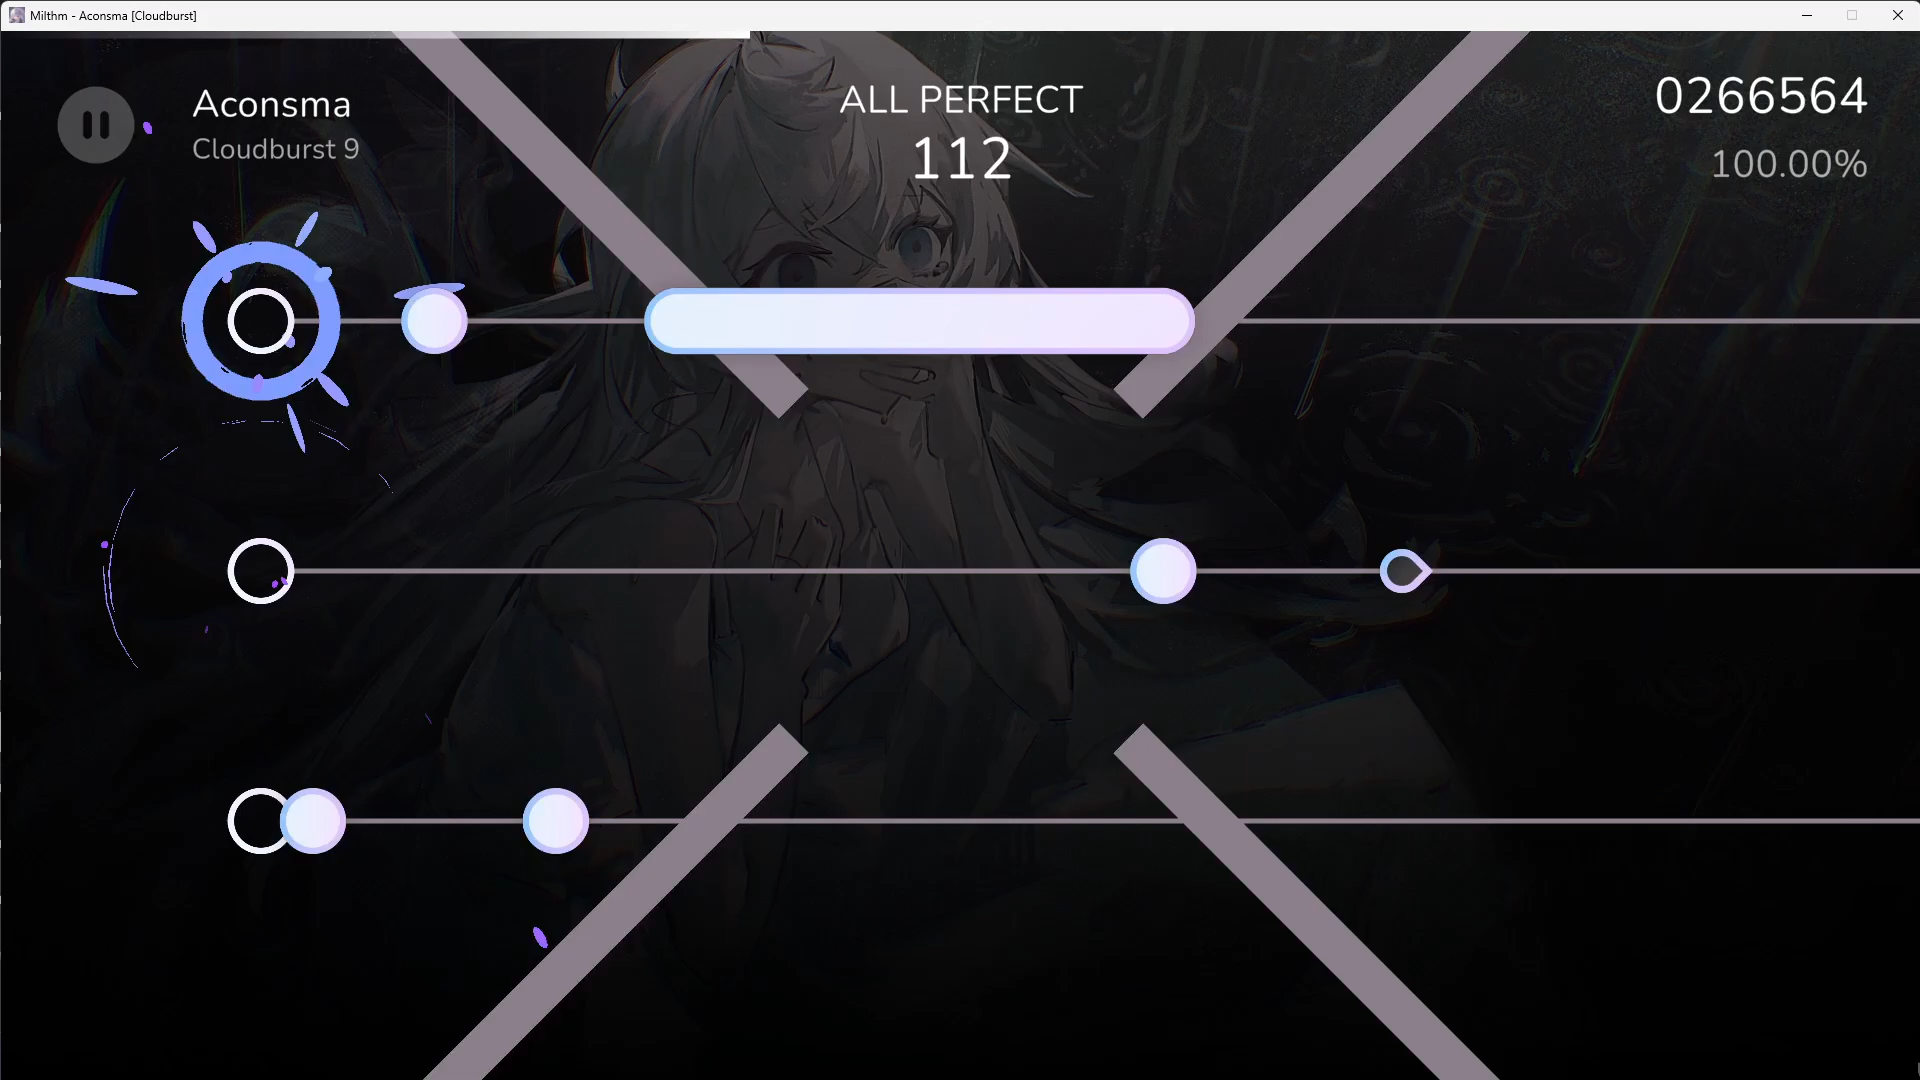 Milthm - Aconsma [Cloudburst]
Aconsma
Cloudburst 9
ALL PERFECT
112
0266564
100.00%